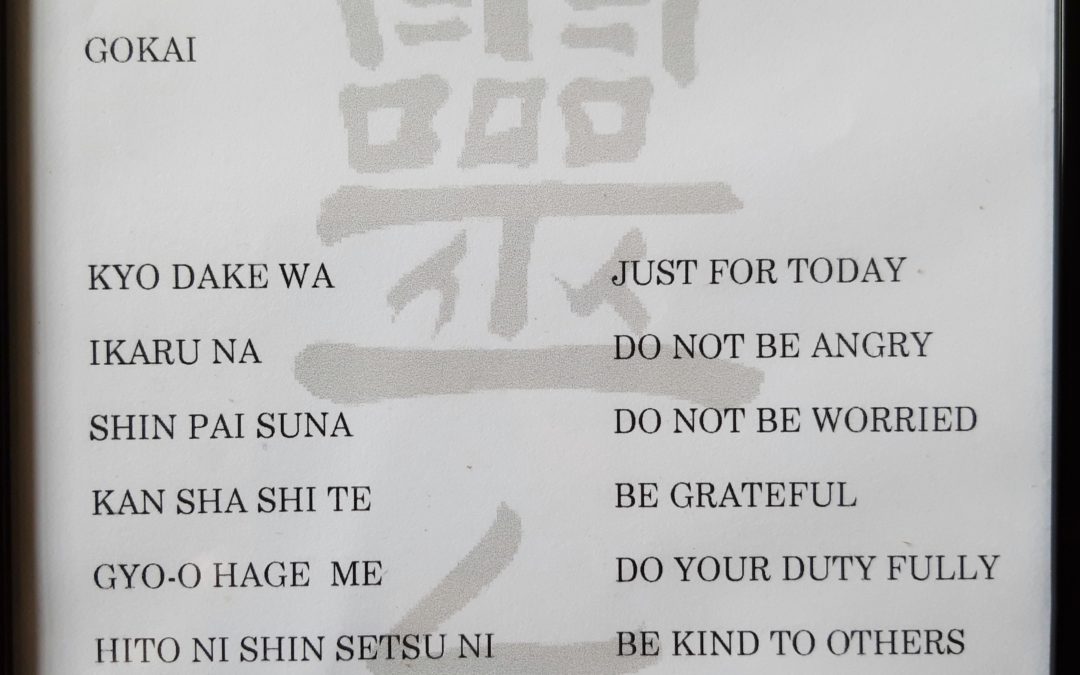 GOKAI
KYO DAKE WA JUST FOR TODAY
IKARU NA DO NOT BE ANGRY
SHIN PAI SUNA DO NOT BE WORRIED
KAN SHA SHI TE BE GRATEFUL
GYO-O HAGE ME DO YOUR DUTY FULLY
HITO NI SHIN SETSU NI BE KIND TO OTHERS